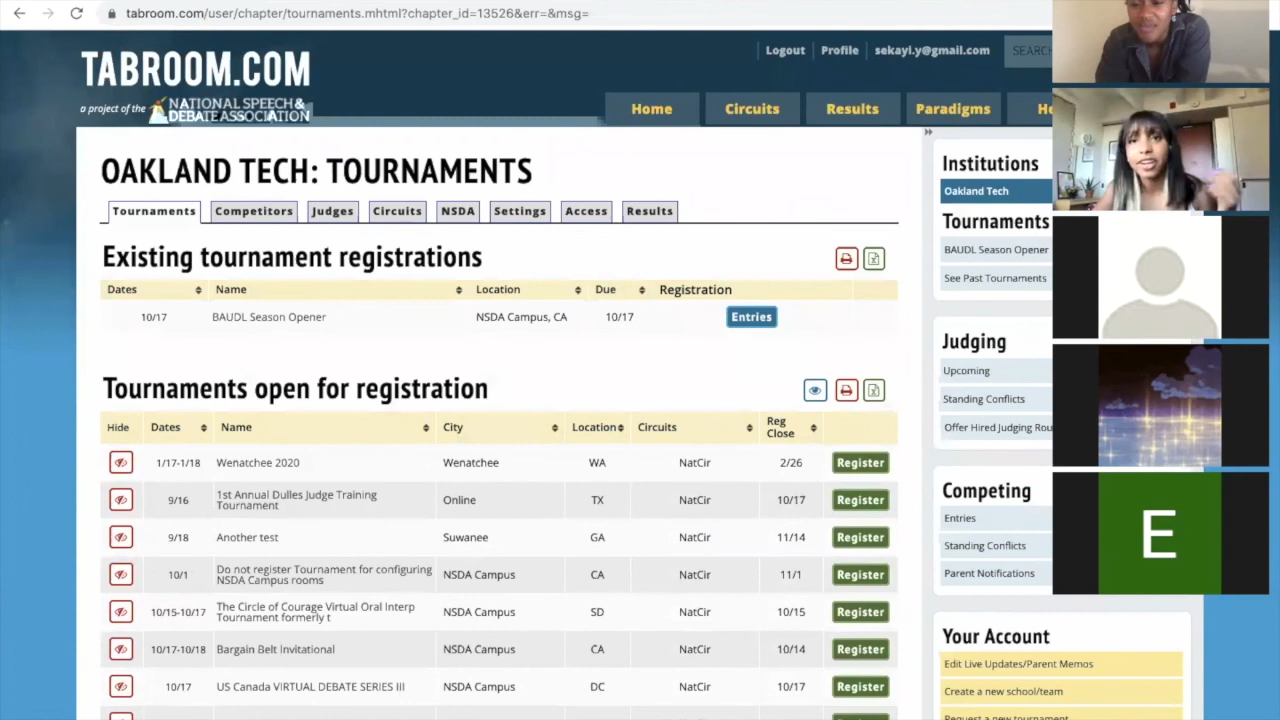 tabroom.com/user/chapter/tournaments.mhtml?chapter_id=13526&err=&msg=
Logout Profile sekayi.y@gmail.com SEARCH
TABROOM.COM
a project of the NATIONAL SPEECH & DEBATE ASSOCIATION
Home Circuits Results Paradigms He
OAKLAND TECH: TOURNAMENTS
Tournaments Competitors Judges Circuits NSDA Settings Access Results
Existing tournament registrations
Dates Name Location Due Registration
10/17 BAUDL Season Opener NSDA Campus, CA 10/17 Entries
Tournaments open for registration
Hide Dates Name City Location Circuits Reg Close
1/17-1/18 Wenatchee 2020 Wenatchee WA NatCir 2/26 Register
9/16 1st Annual Dulles Judge Training Tournament Online TX NatCir 10/17 Register
9/18 Another test Suwanee GA NatCir 11/14 Register
10/1 Do not register Tournament for configuring NSDA Campus rooms NSDA Campus CA NatCir 11/1 Register
10/15-10/17 The Circle of Courage Virtual Oral Interp Tournament formerly t NSDA Campus SD NatCir 10/15 Register
10/17-10/18 Bargain Belt Invitational NSDA Campus CA NatCir 10/14 Register
10/17 US Canada VIRTUAL DEBATE SERIES III NSDA Campus DC NatCir 10/17 Register
Institutions
Oakland Tech
Tournaments
BAUDL Season Opener
See Past Tournaments
Judging
Upcoming
Standing Conflicts
Offer Hired Judging Rou
Competing
Entries
Standing Conflicts
Parent Notifications
Your Account
Edit Live Updates/Parent Memos
Create a new school/team
Request a new tournament
E